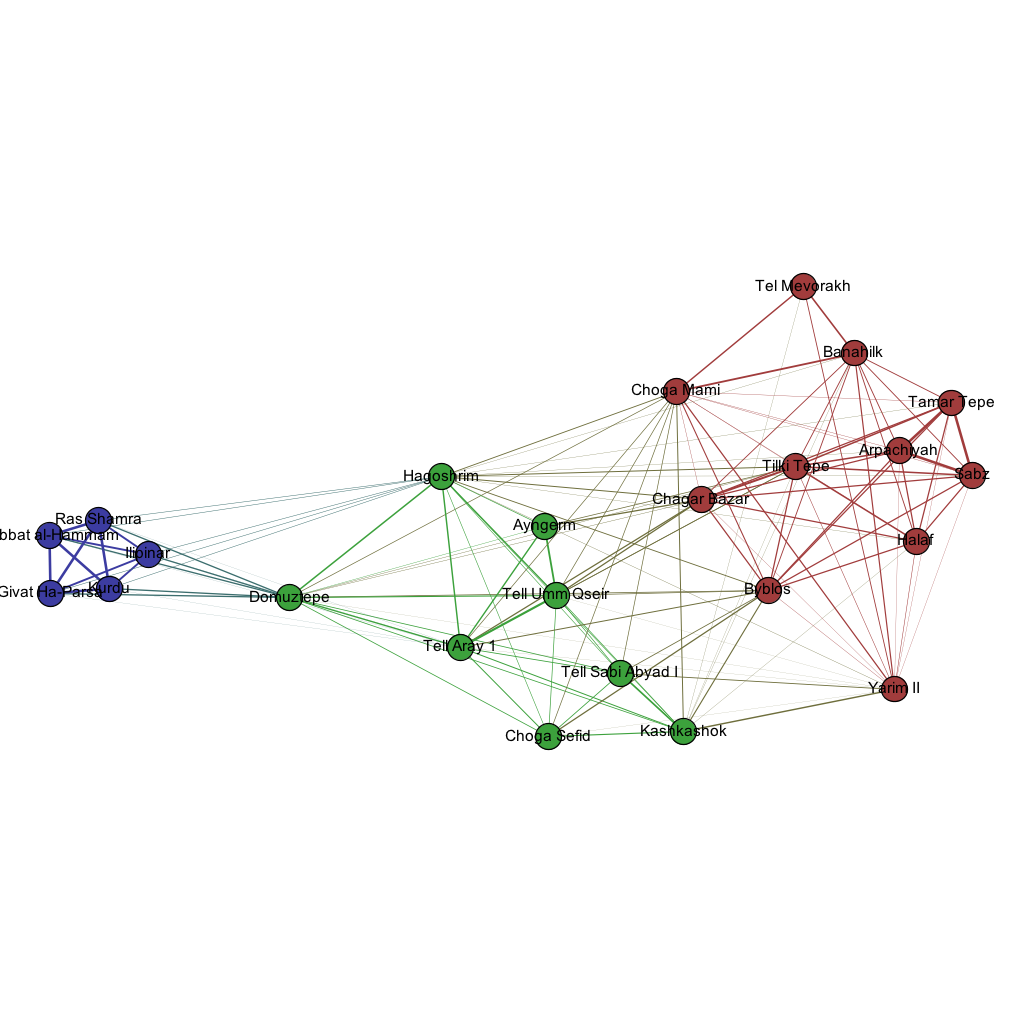 Tel Mevorakh
Banahilk
Choga Mami
Tamar Tepe
Arpachiyah
Tilki Tepe
Sabz
Hagoshrim
Chagar Bazar
Ras Shamra
Ayngerm
bbat al-Hammam
Halaf
Ilipinar
Kurdu
Givat Ha-Parsa
Domuztepe
Tell Umm Qseir
Byblos
Tell Aray 1
Tell Sabi Abyad I
Yarim II
Choga Sefid
Kashkashok